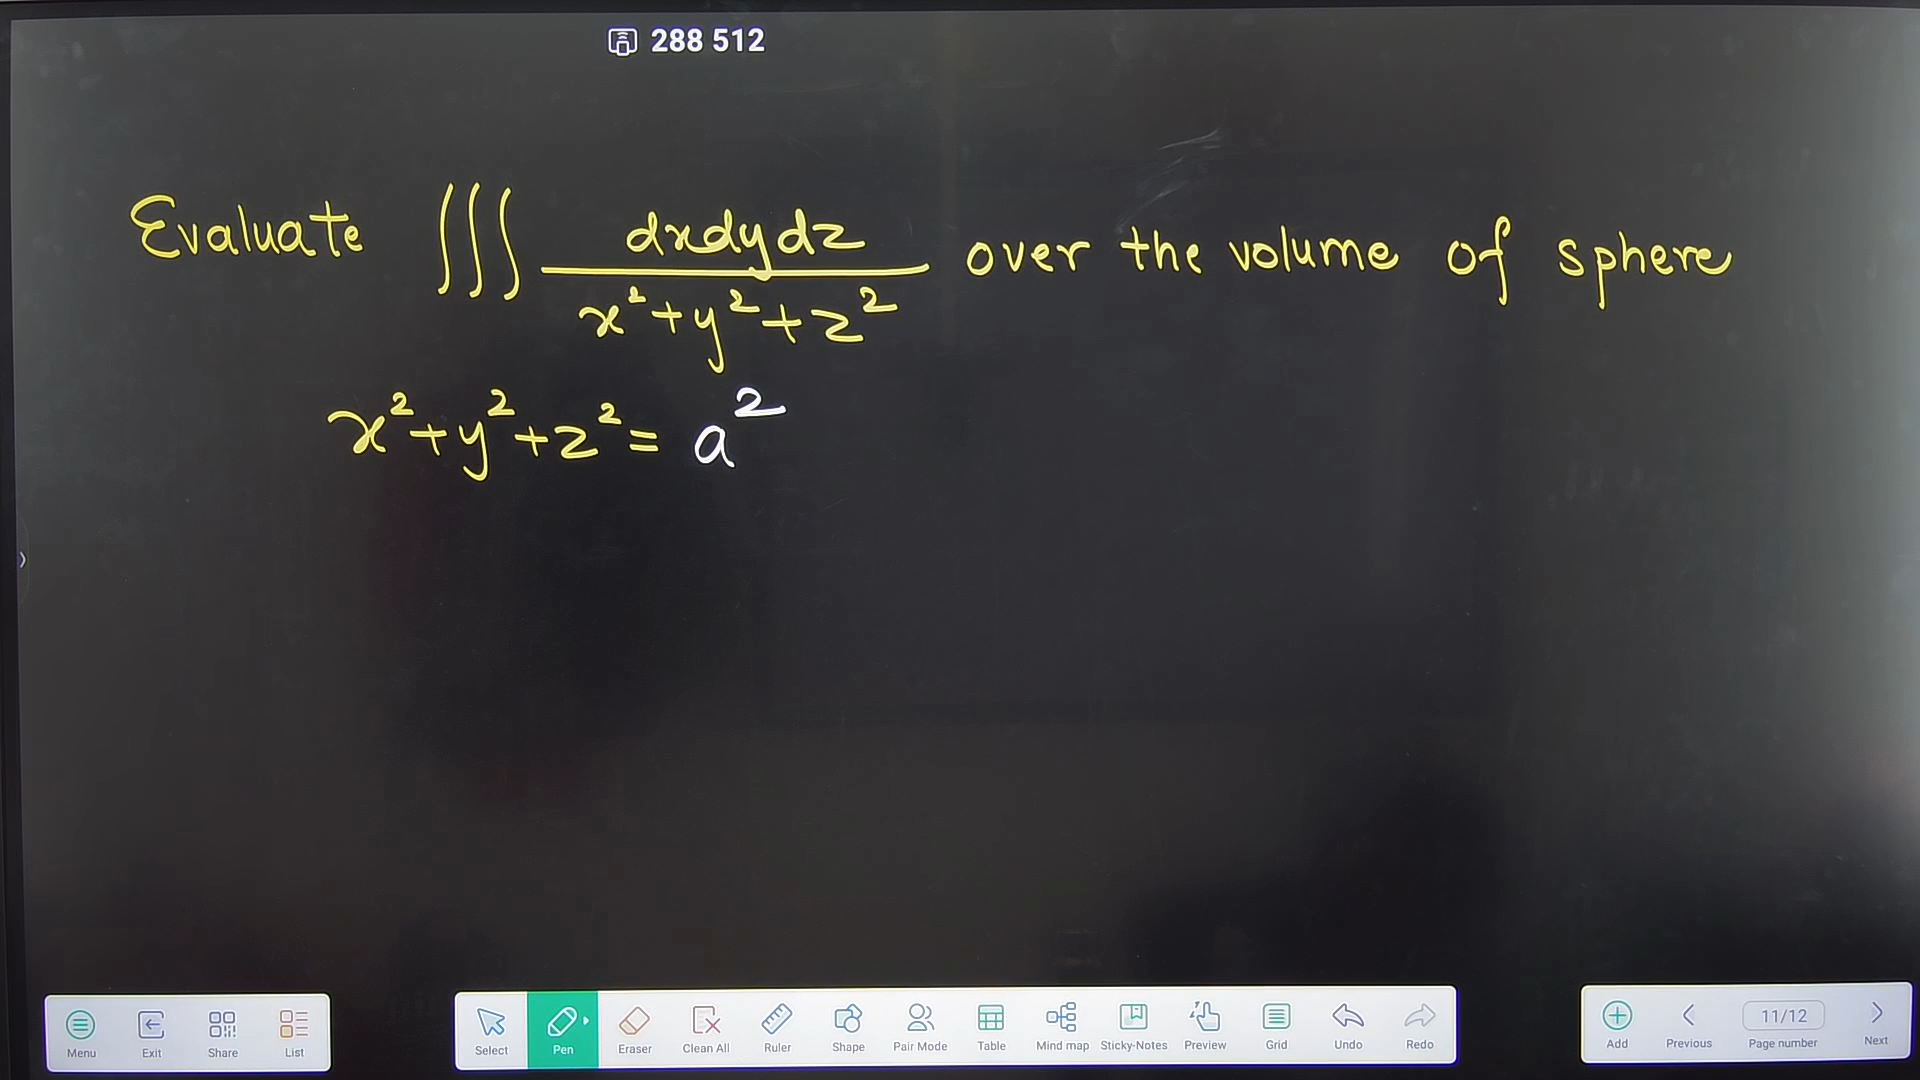 288 512
Evaluate ∫∫∫ dxdydz / x²+y²+z² over the volume of sphere
x²+y²+z² = a²
Menu Exit Share List
Select Pen Eraser Clean All Ruler Shape Pair Mode Table Mind map Sticky-Notes Preview Grid Undo Redo
Add Previous 11/12 Page number Next